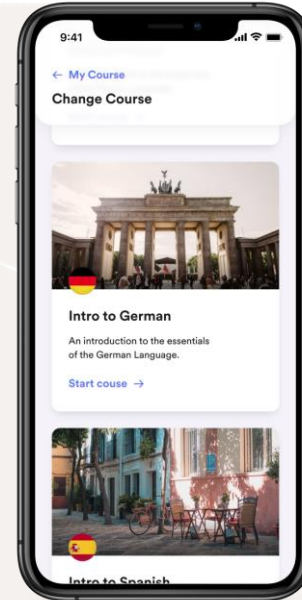 9:41
← My Course
Change Course
Intro to German
An introduction to the essentials
of the German Language.
Start couse →
Intro to Spanish